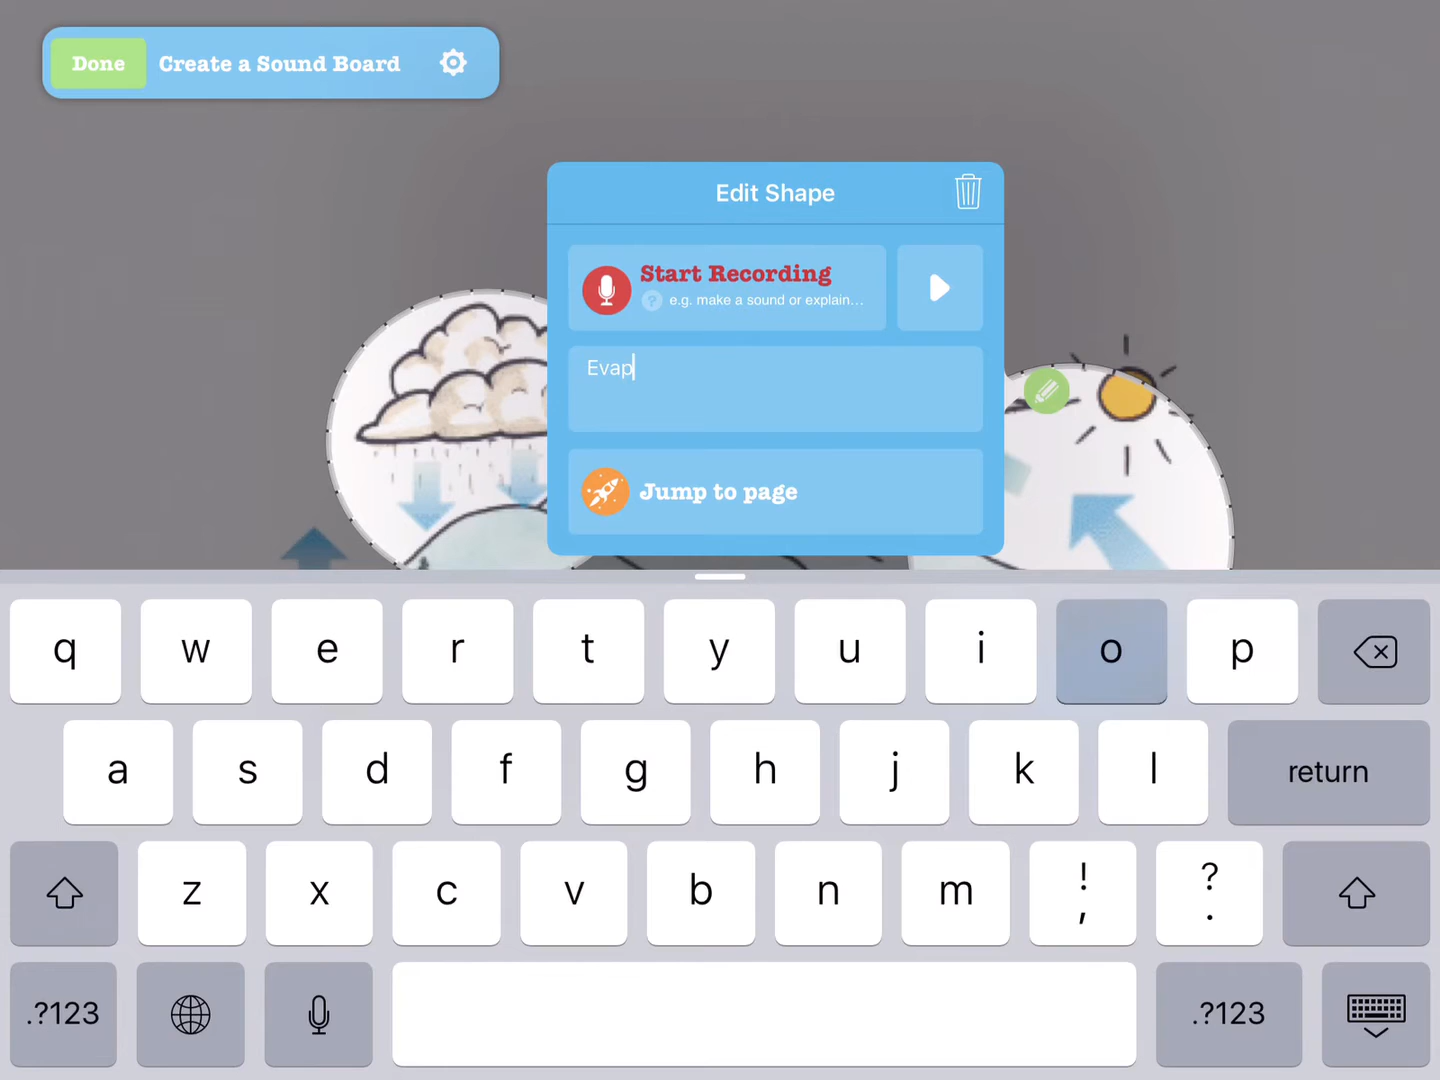 Done Create a Sound Board
Edit Shape
Start Recording
? e.g. make a sound or explain...
Evap
Jump to page
q w e r t y u i o p
a s d f g h j k l return
z x c v b n m ! , ? .
.?123 .?123